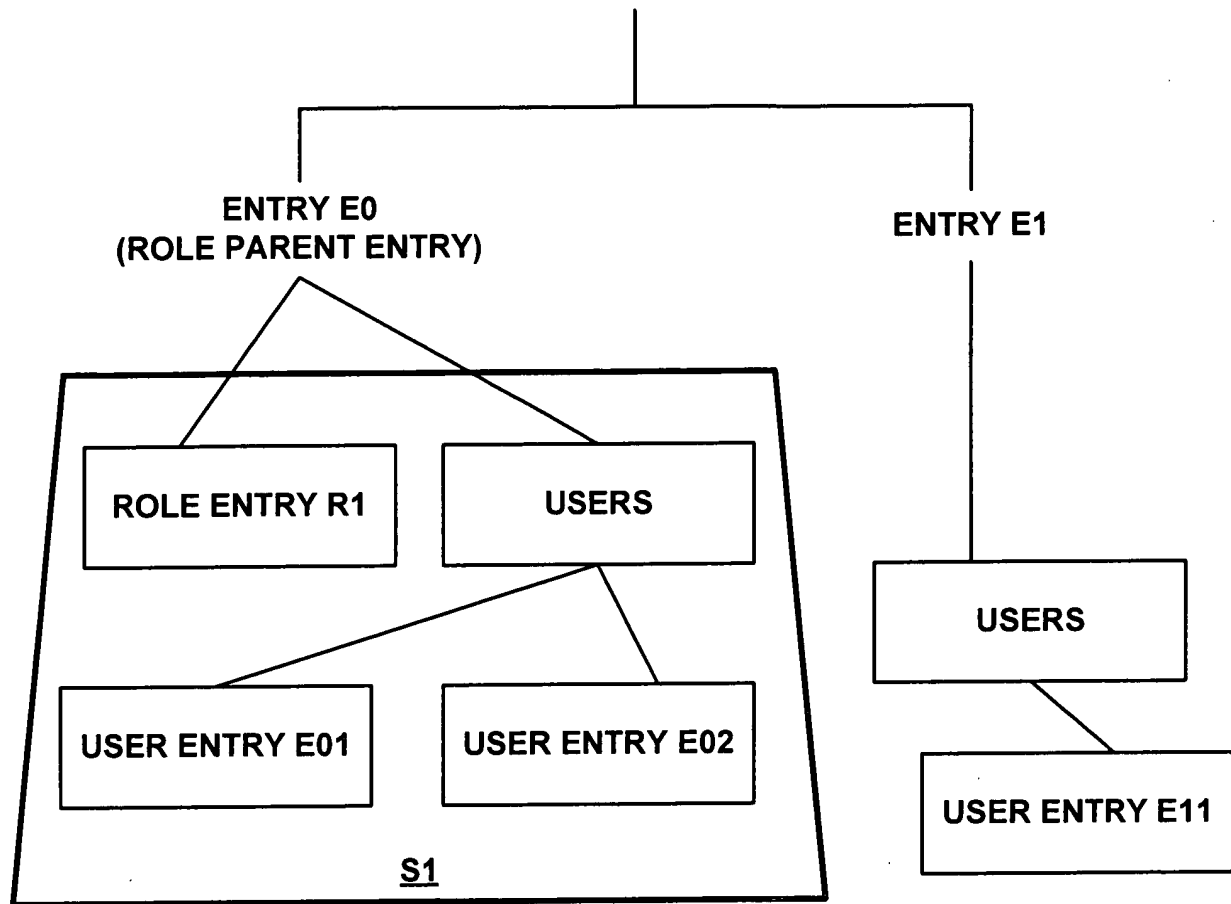 ENTRY E0
(ROLE PARENT ENTRY)
ENTRY E1
ROLE ENTRY R1
USERS
USERS
USER ENTRY E01
USER ENTRY E02
USER ENTRY E11
S1